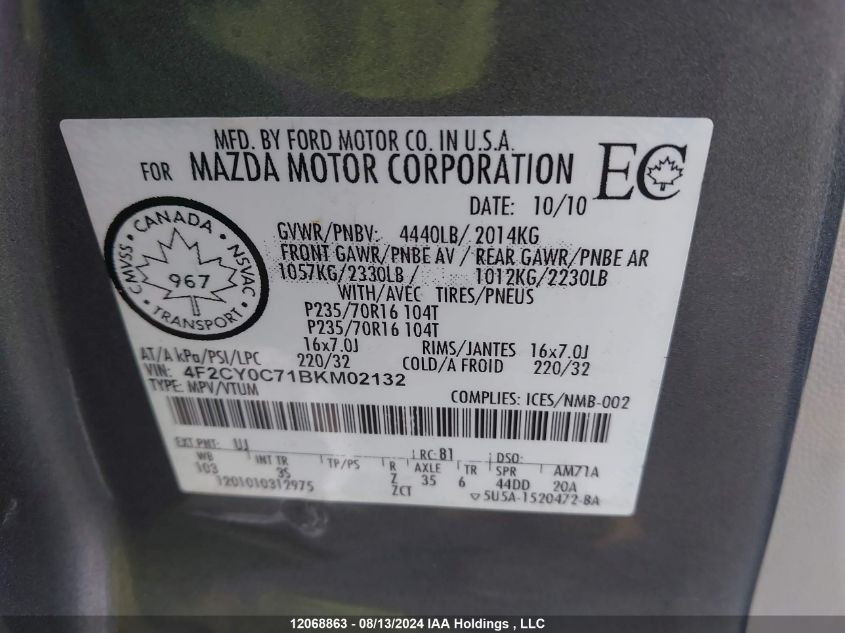 MFD. BY FORD MOTOR CO. IN U.S.A.
FOR MAZDA MOTOR CORPORATION
EC
DATE: 10/10
CANADA
CMVSS NSVAC
967
TRANSPORT
GVWR/PNBV: 4440LB/ 2014KG
FRONT GAWR/PNBE AV / REAR GAWR/PNBE AR
1057KG/2330LB / 1012KG/2230LB
WITH/AVEC TIRES/PNEUS
P235/70R16 104T
P235/70R16 104T
16x7.0J RIMS/JANTES 16x7.0J
AT/A kPa/PSI/LPC 220/32 COLD/A FROID 220/32
VIN: 4F2CY0C71BKM02132
TYPE: MPV/VTUM COMPLIES: ICES/NMB-002
EXT PNT: UJ RC: B1 DSO:
WB INT TR TP/PS R AXLE TR SPR AM71A
103 3S Z 35 6 44DD 20A
1201010312975 ZCT 5U5A-1520472-BA
12068863 - 08/13/2024 IAA Holdings , LLC